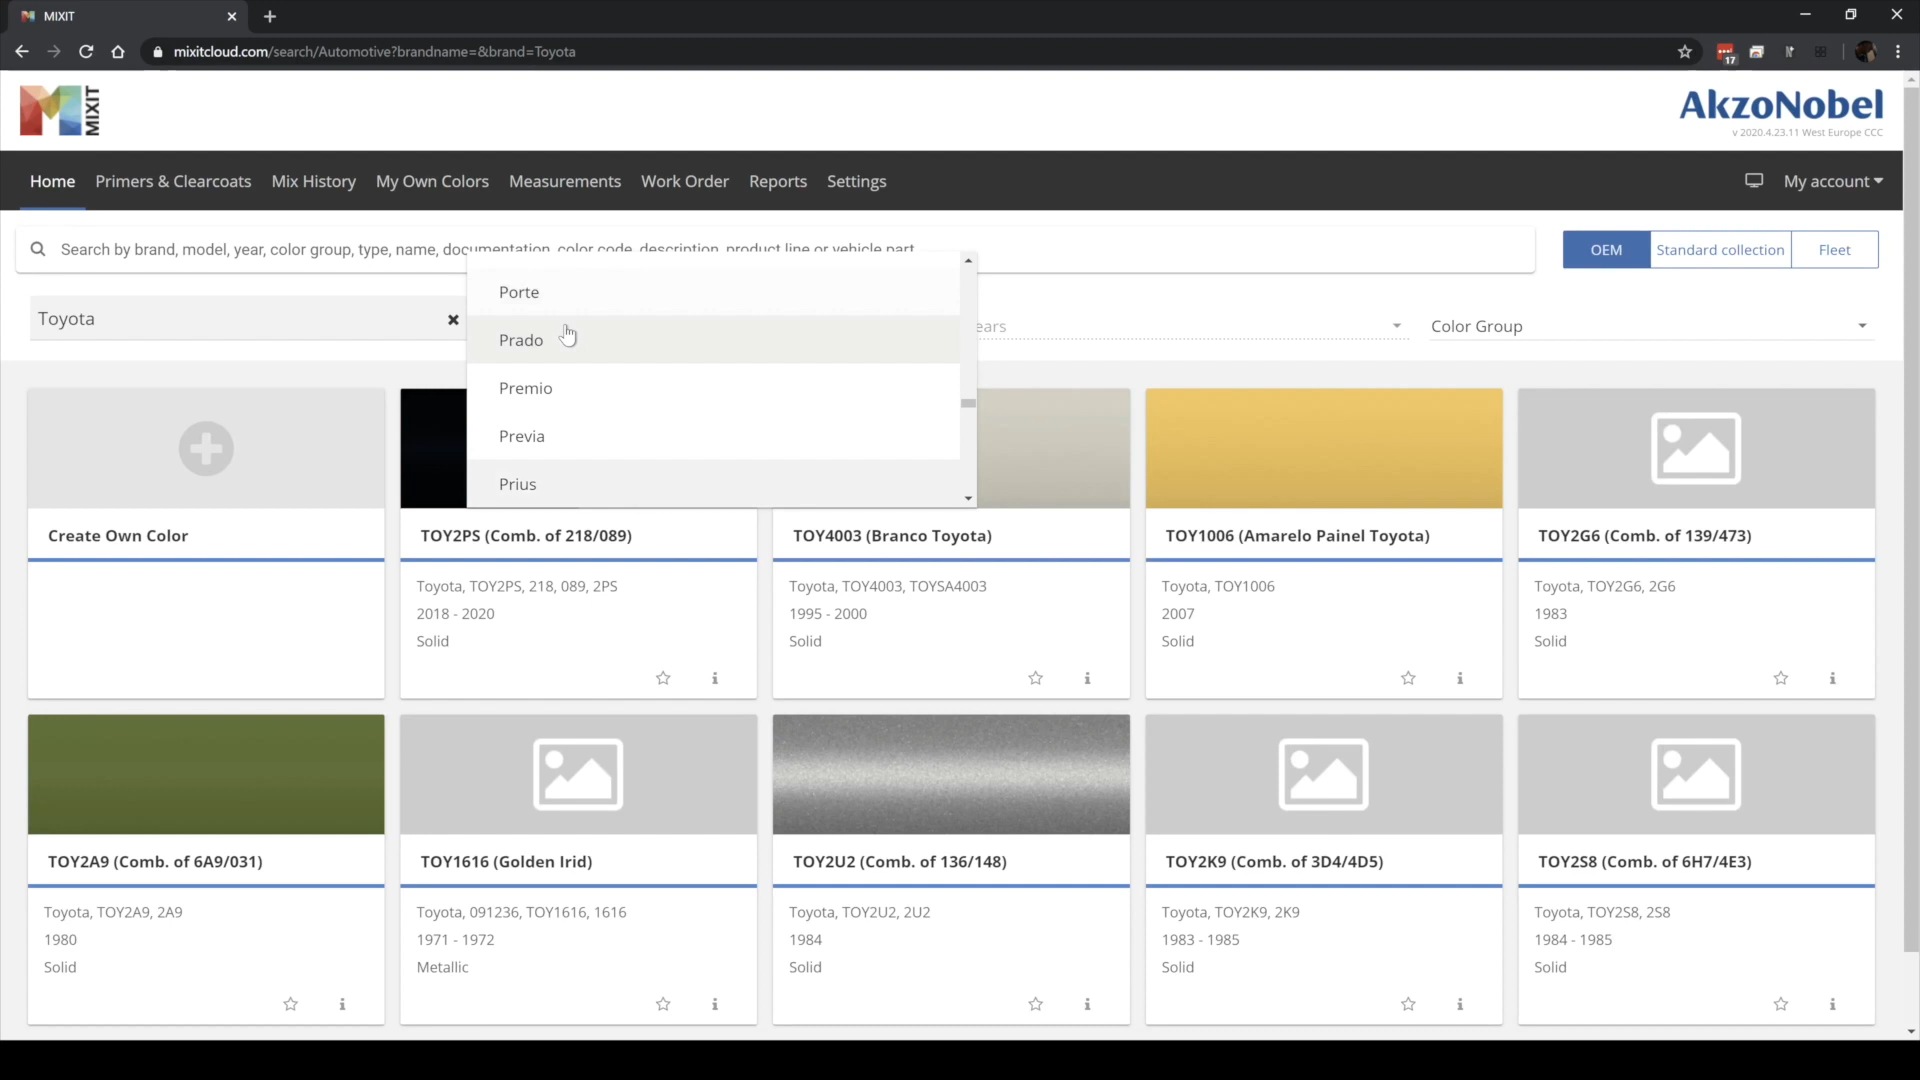 MIXIT
mixitcloud.com/search/Automotive?brandname=&brand=Toyota
17
MIXIT
AkzoNobel
v 2020.4.23.11 West Europe CCC
Home Primers & Clearcoats Mix History My Own Colors Measurements Work Order Reports Settings My account
Search by brand, model, year, color group, type, name, documentation, color code, description, product line or vehicle part
OEM Standard collection Fleet
Toyota
ears
Color Group
Porte
Prado
Premio
Previa
Prius
Create Own Color
TOY2PS (Comb. of 218/089)
Toyota, TOY2PS, 218, 089, 2PS
2018 - 2020
Solid
TOY4003 (Branco Toyota)
Toyota, TOY4003, TOYSA4003
1995 - 2000
Solid
TOY1006 (Amarelo Painel Toyota)
Toyota, TOY1006
2007
Solid
TOY2G6 (Comb. of 139/473)
Toyota, TOY2G6, 2G6
1983
Solid
TOY2A9 (Comb. of 6A9/031)
Toyota, TOY2A9, 2A9
1980
Solid
TOY1616 (Golden Irid)
Toyota, 091236, TOY1616, 1616
1971 - 1972
Metallic
TOY2U2 (Comb. of 136/148)
Toyota, TOY2U2, 2U2
1984
Solid
TOY2K9 (Comb. of 3D4/4D5)
Toyota, TOY2K9, 2K9
1983 - 1985
Solid
TOY2S8 (Comb. of 6H7/4E3)
Toyota, TOY2S8, 2S8
1984 - 1985
Solid